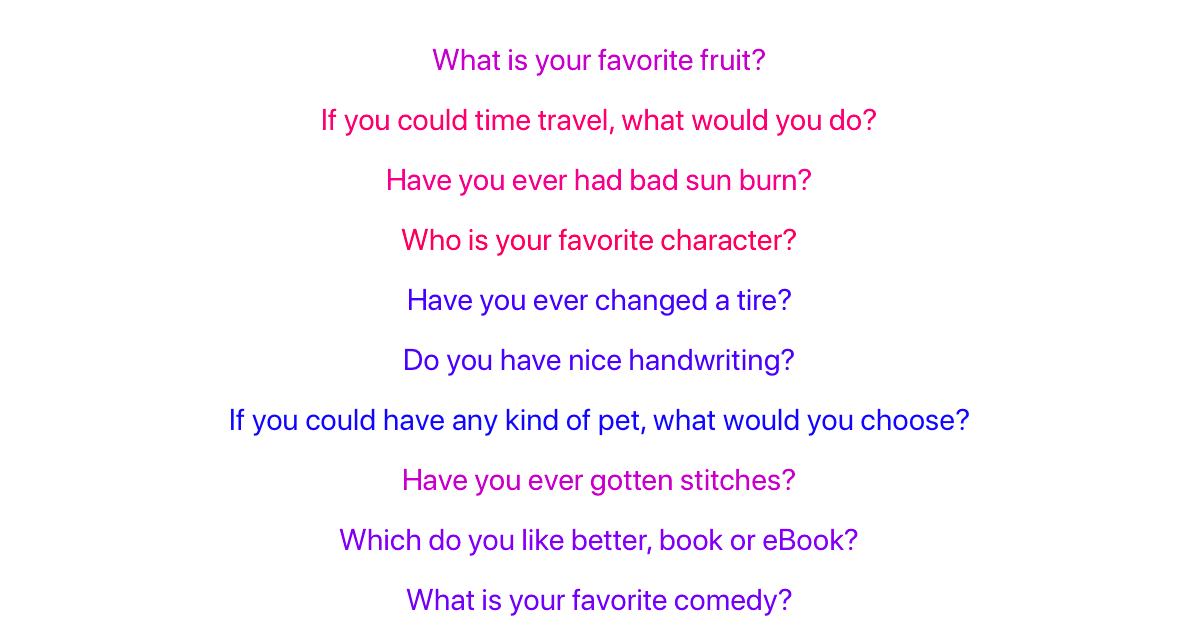 What is your favorite fruit?
If you could time travel, what would you do?
Have you ever had bad sun burn?
Who is your favorite character?
Have you ever changed a tire?
Do you have nice handwriting?
If you could have any kind of pet, what would you choose?
Have you ever gotten stitches?
Which do you like better, book or eBook?
What is your favorite comedy?